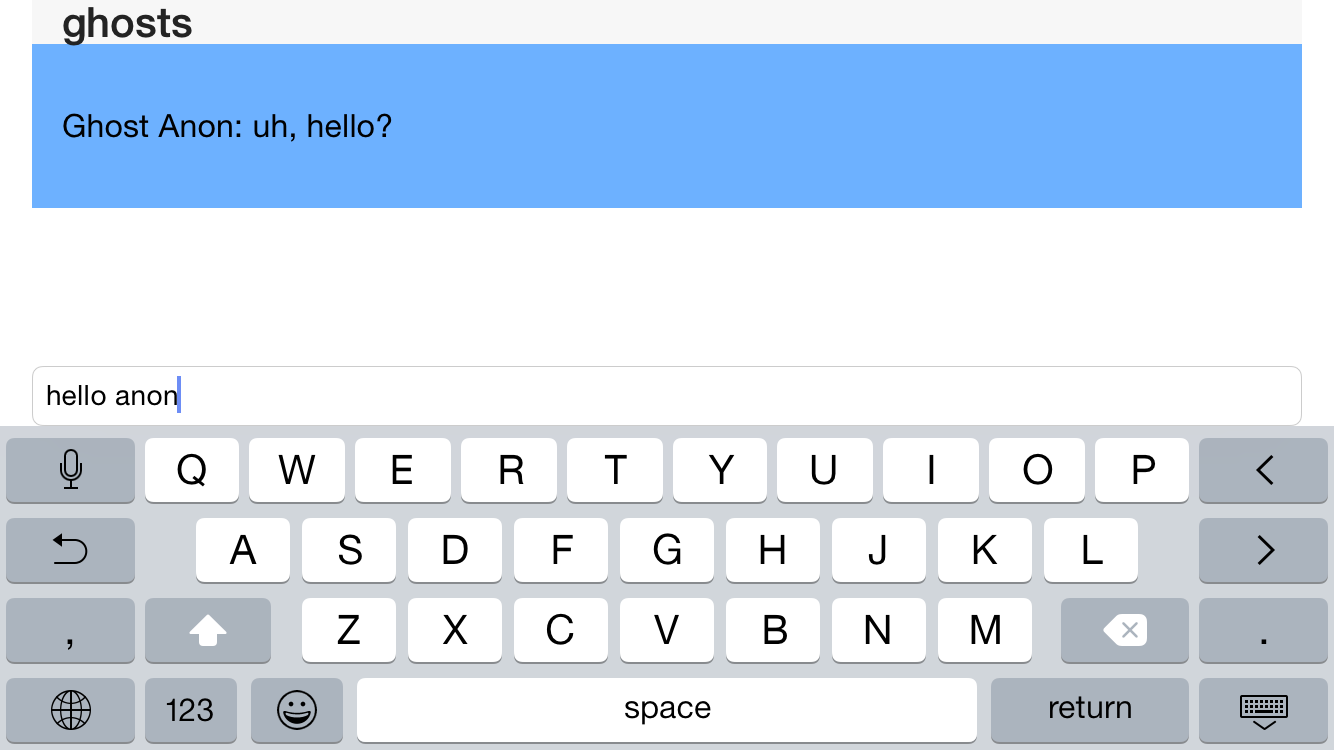 ghosts
Ghost Anon: uh, hello?
hello anon
Q W E R T Y U I O P
A S D F G H J K L
, Z X C V B N M .
123 space return